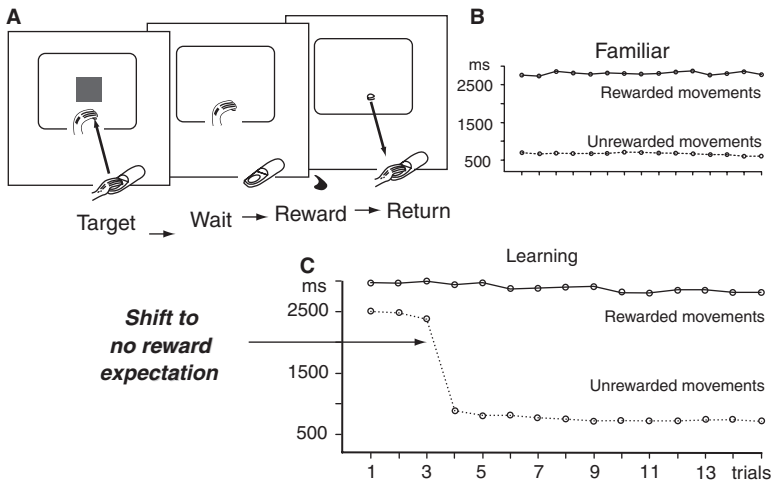 A
Target → Wait → Reward → Return
B
Familiar
ms
2500
1500
500
Rewarded movements
Unrewarded movements
C
Learning
ms
2500
1500
500
Rewarded movements
Unrewarded movements
Shift to
no reward
expectation
1 3 5 7 9 11 13 trials